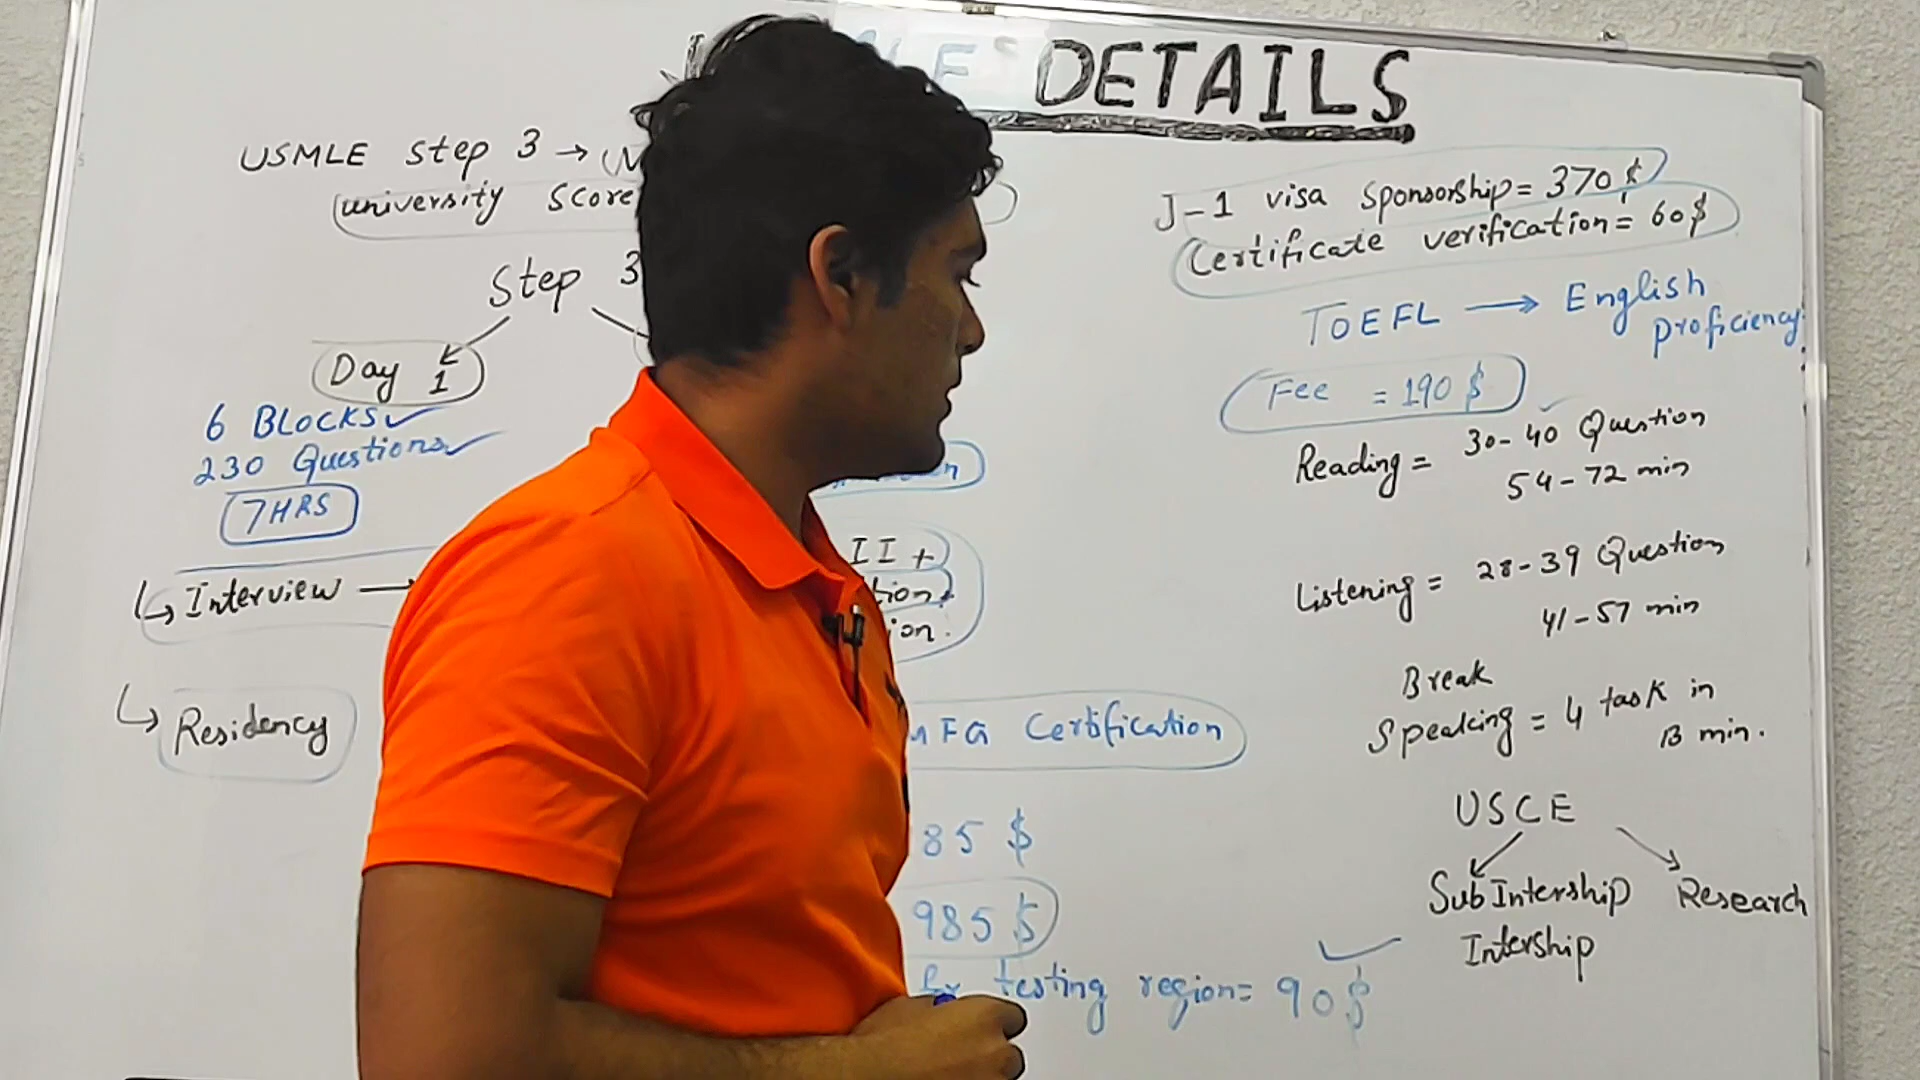 DETAILS
USMLE step 3 →
university score
Step 3
Day 1
6 BLOCKS
230 Questions
7HRS
Interview
II +
Residency
FG Certification
85 $
985 $
testing region= 90$
J-1 visa sponsorship= 370$
Certificate verification= 60$
TOEFL → English
proficiency
Fee = 190 $
Reading = 30-40 Question
54-72 min
Listening = 28-39 Question
41-57 min
Break
Speaking = 4 task in
min.
USCE
SubIntership Research
Intership